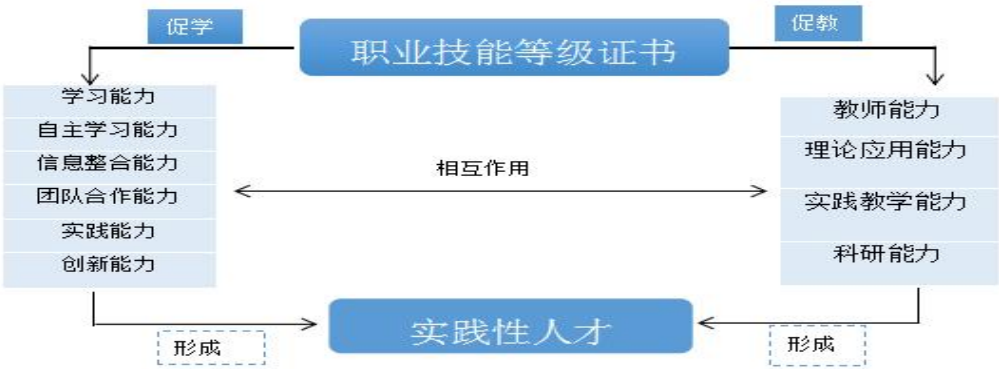 促学
职业技能等级证书
促教
学习能力
自主学习能力
信息整合能力
团队合作能力
实践能力
创新能力
相互作用
教师能力
理论应用能力
实践教学能力
科研能力
形成
实践性人才
形成